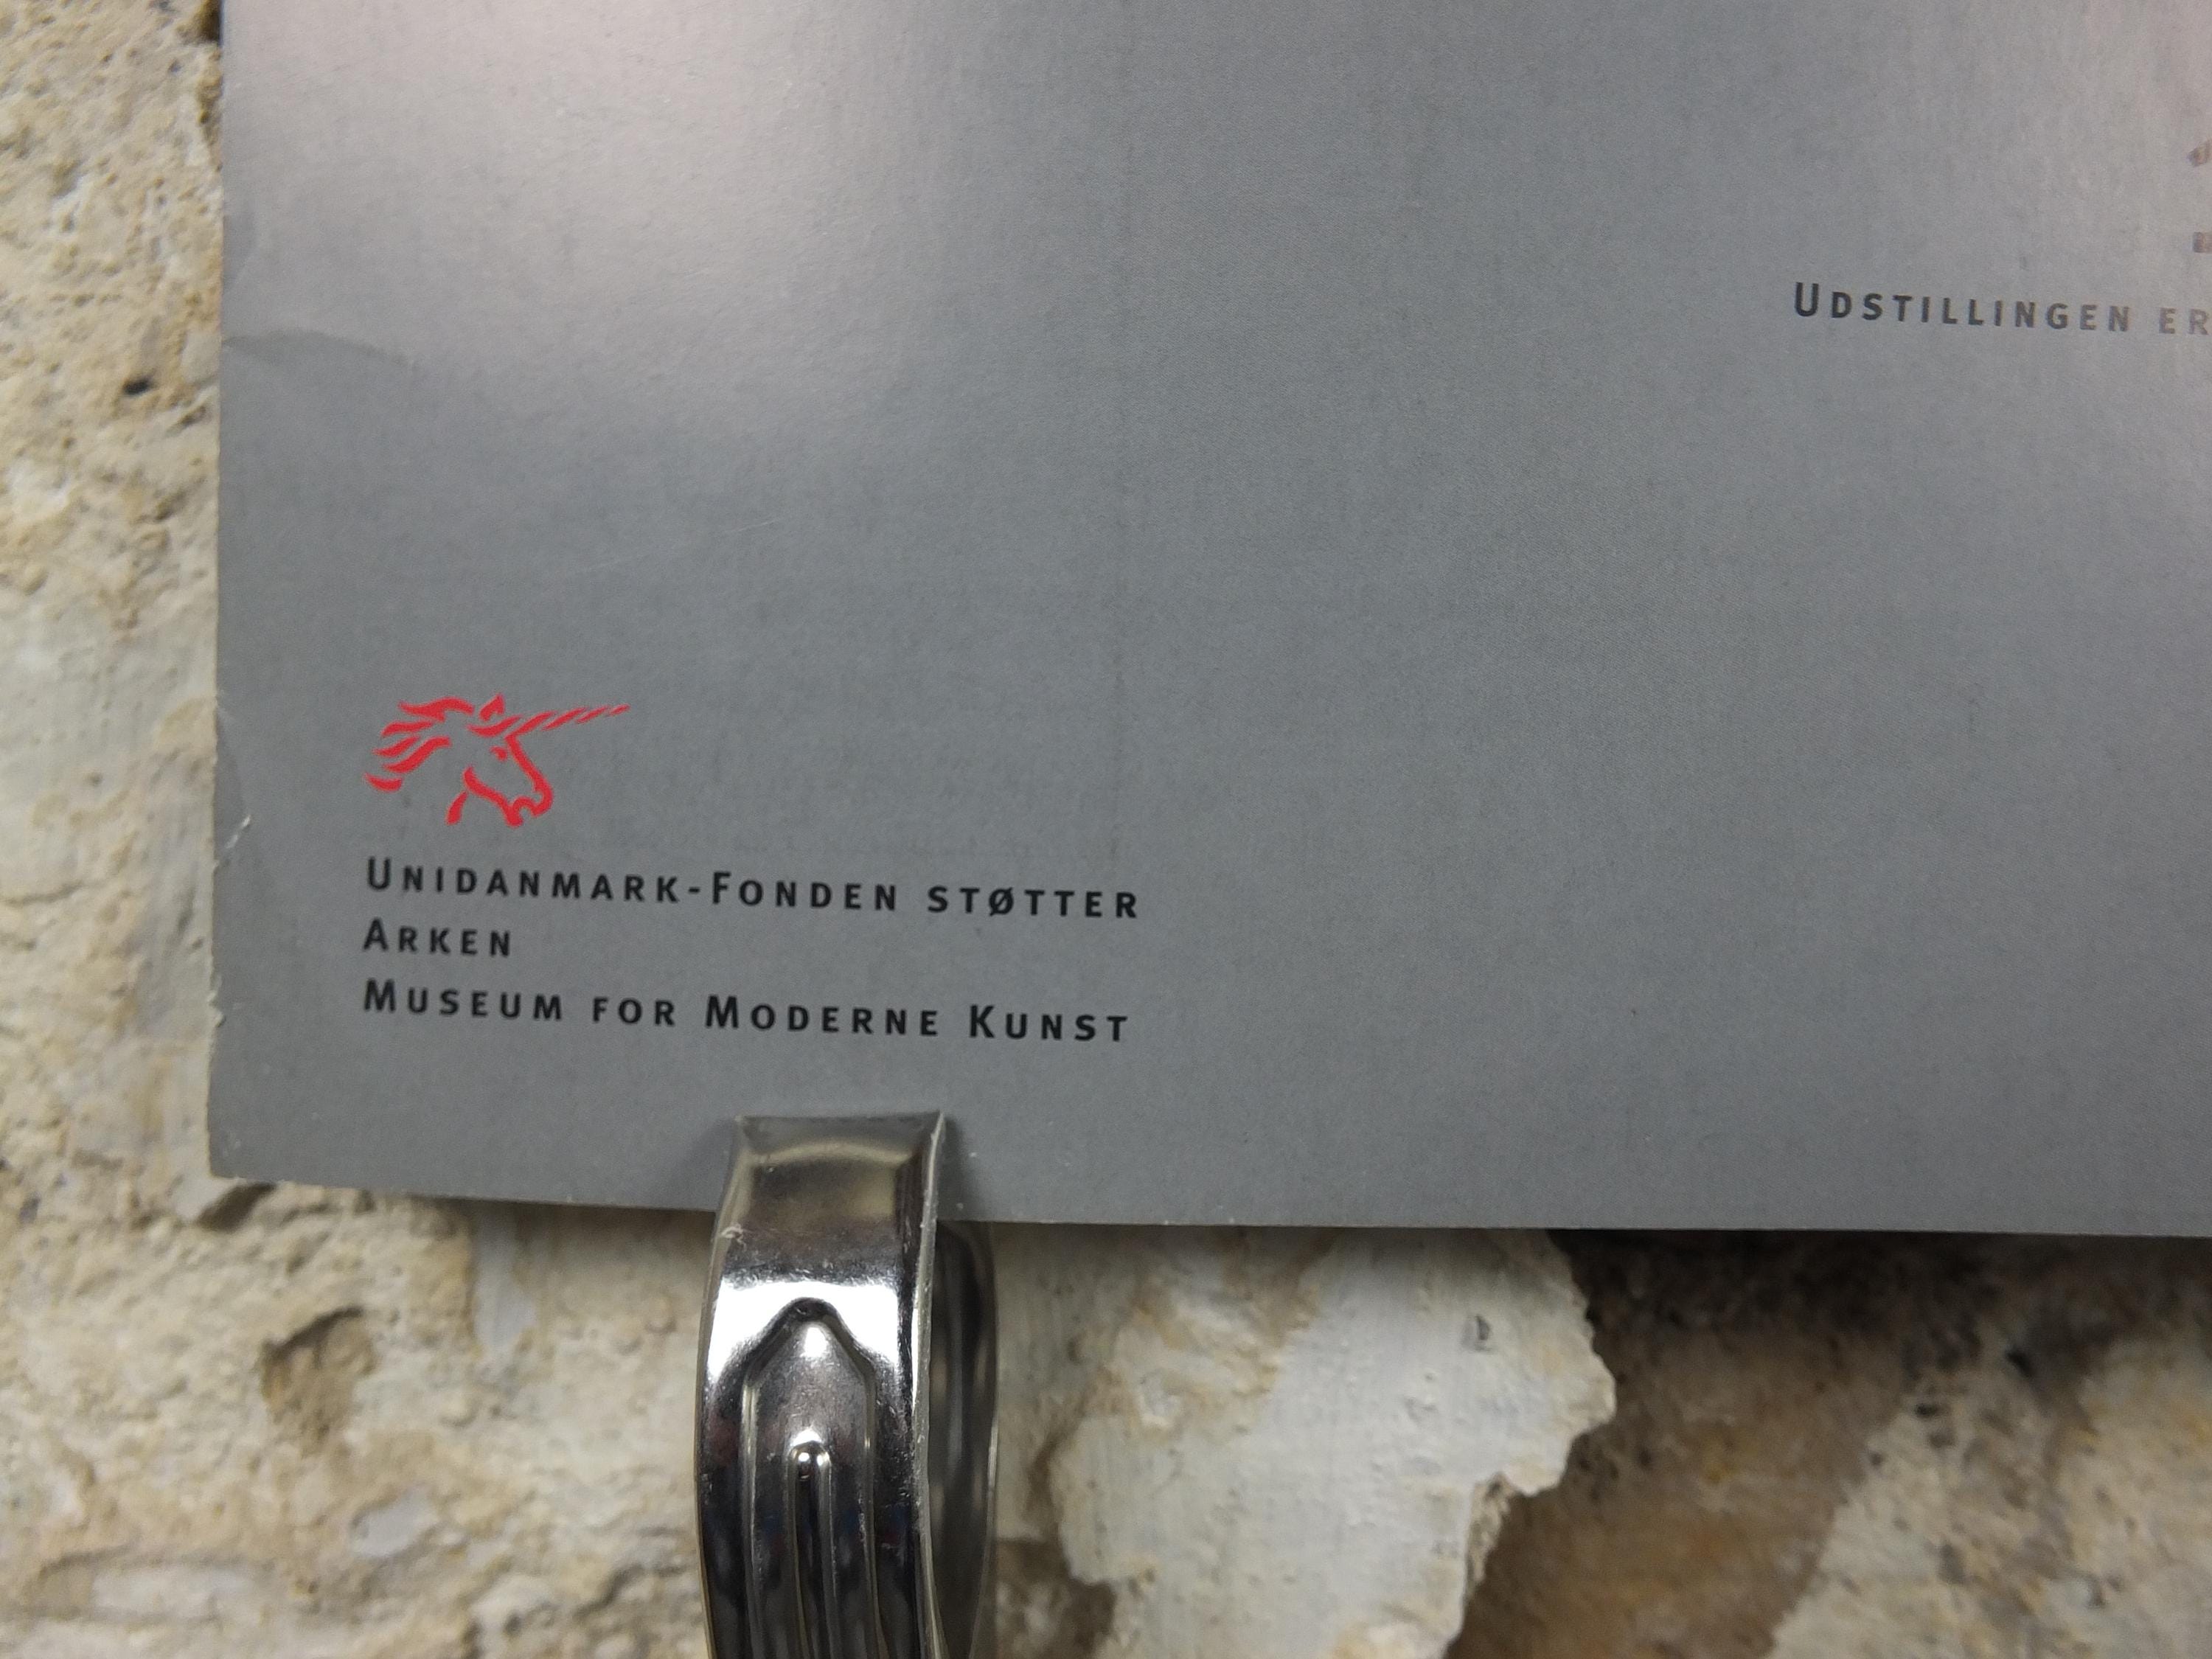 Udstillingen er
Unidanmark-Fonden støtter
Arken
Museum for Moderne Kunst